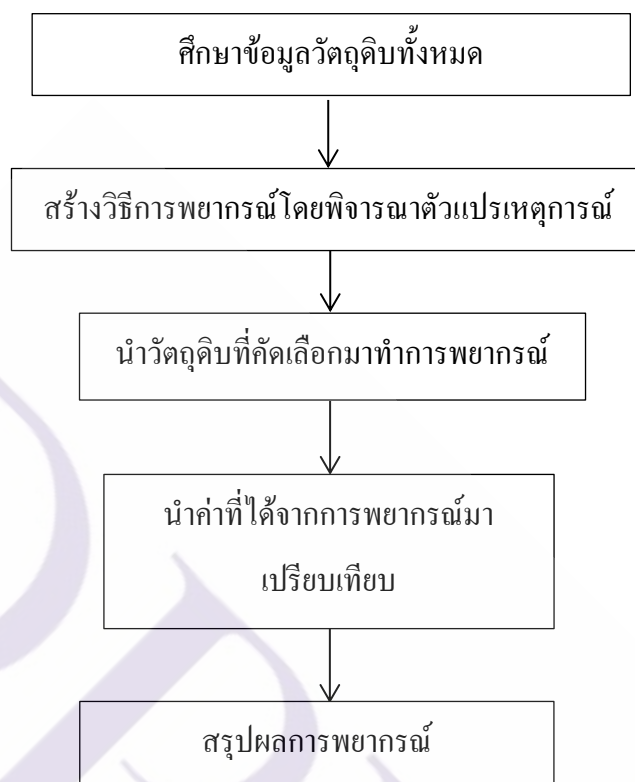 ศึกษาข้อมูลวัตถุดิบทั้งหมด
สร้างวิธีการพยากรณ์โดยพิจารณาตัวแปรเหตุการณ์
นำวัตถุดิบที่คัดเลือกมาทำการพยากรณ์
นำค่าที่ได้จากการพยากรณ์มา
เปรียบเทียบ
สรุปผลการพยากรณ์